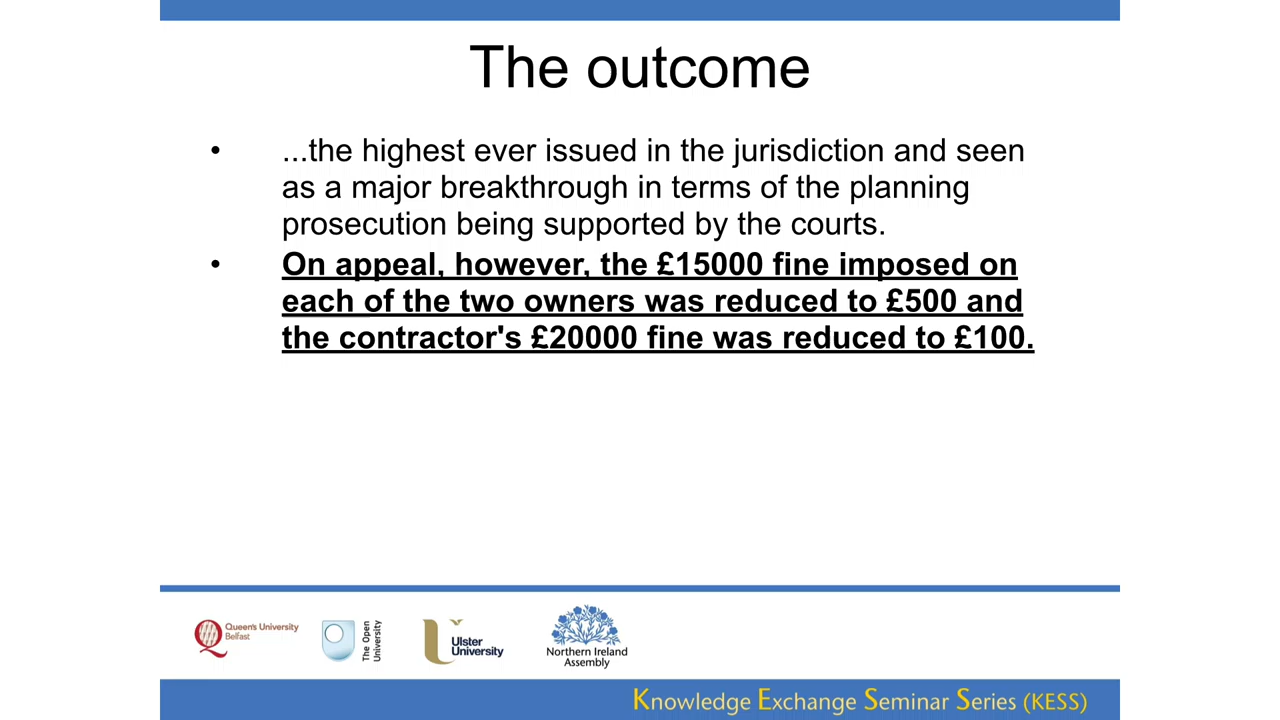 The outcome
• ...the highest ever issued in the jurisdiction and seen
as a major breakthrough in terms of the planning
prosecution being supported by the courts.
• On appeal, however, the £15000 fine imposed on
each of the two owners was reduced to £500 and
the contractor's £20000 fine was reduced to £100.
Queen's University
Belfast
The Open
University
Ulster
University
Northern Ireland
Assembly
Knowledge Exchange Seminar Series (KESS)